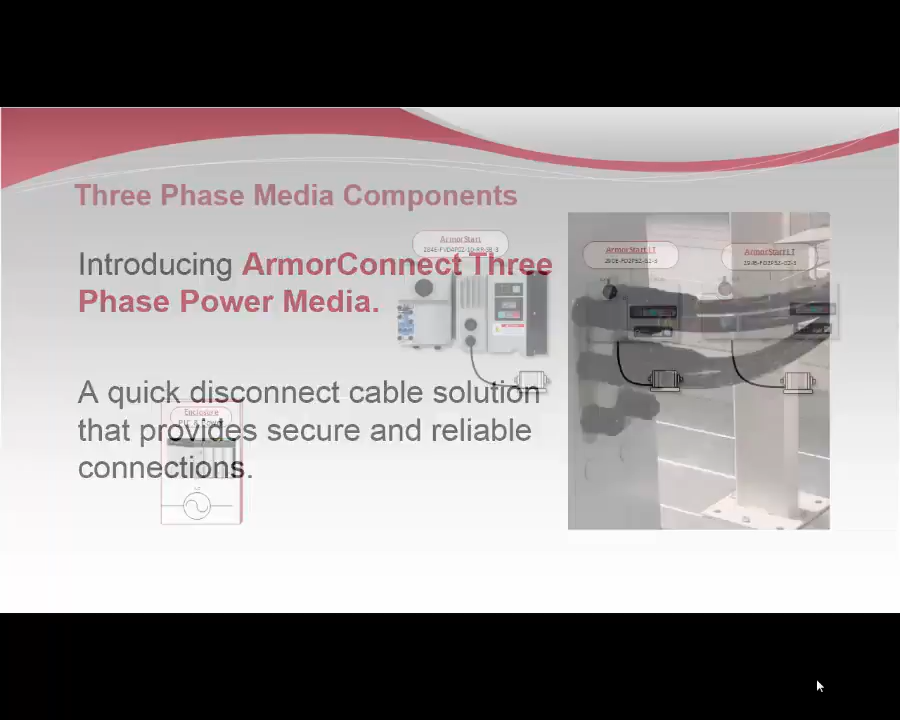 Three Phase Media Components
Introducing ArmorConnect Three
Phase Power Media.
A quick disconnect cable solution
that provides secure and reliable
connections.
ArmorStart
ArmorStart LT
ArmorStart LT
Enclosure